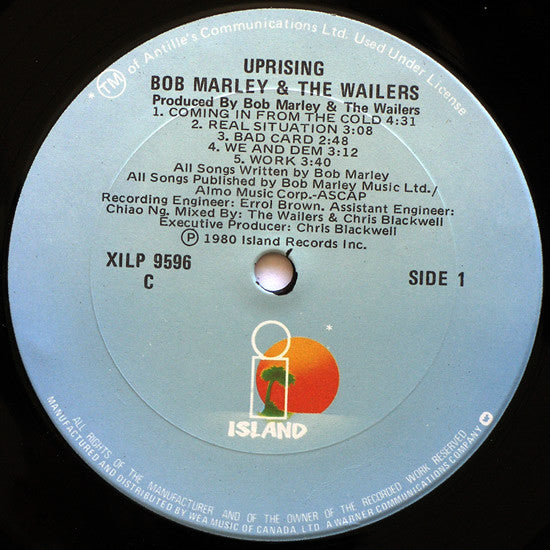 * TM of Antille's Communications Ltd. Used Under License
UPRISING
BOB MARLEY & THE WAILERS
Produced By Bob Marley & The Wailers
1. COMING IN FROM THE COLD 4:31
2. REAL SITUATION 3:08
3. BAD CARD 2:48
4. WE AND DEM 3:12
5. WORK 3:40
All Songs Written by Bob Marley
All Songs Published by Bob Marley Music Ltd./
Almo Music Corp.-ASCAP
Recording Engineer: Errol Brown. Assistant Engineer:
Chiao Ng. Mixed By: The Wailers & Chris Blackwell
Executive Producer: Chris Blackwell
Ⓟ 1980 Island Records Inc.
XILP 9596
C
SIDE 1
i *
ISLAND
ALL RIGHTS OF THE MANUFACTURER AND OF THE OWNER OF THE RECORDED WORK RESERVED
MANUFACTURED AND DISTRIBUTED BY WEA MUSIC OF CANADA, LTD. A WARNER COMMUNICATIONS COMPANY